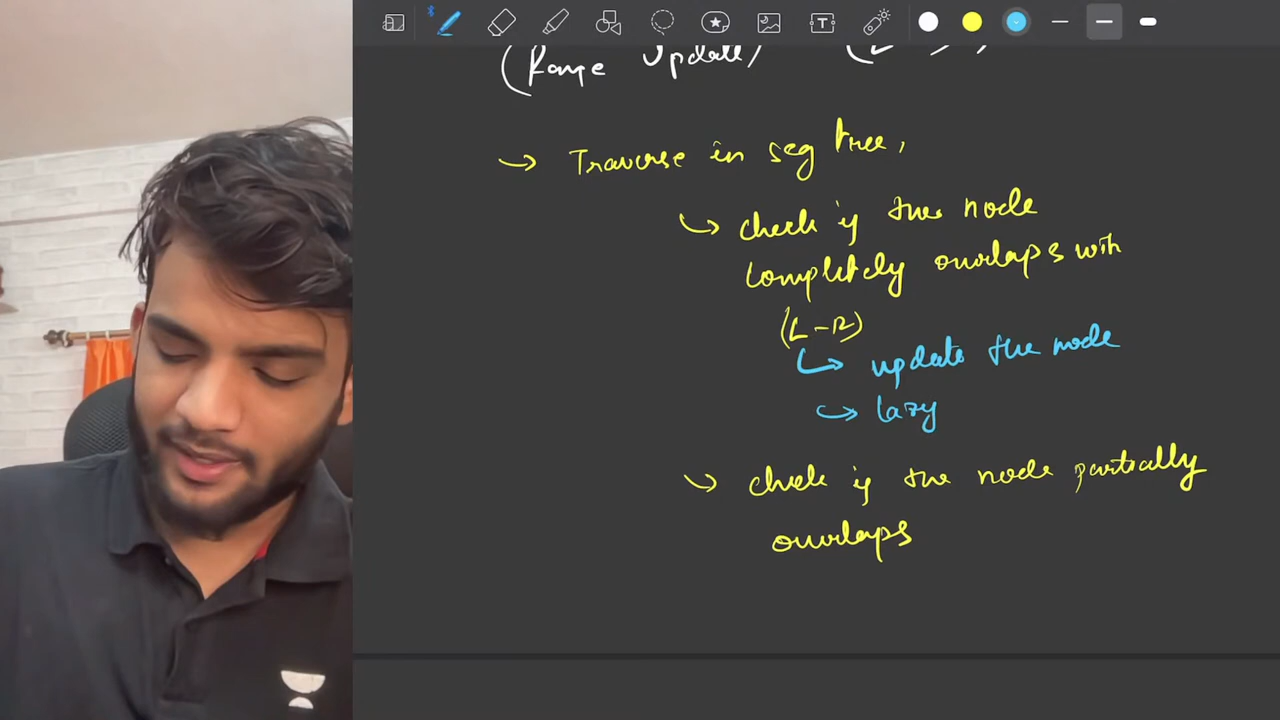 (Range Update)
→ Traverse in seg tree,
↳ check if the node
completely overlaps with
(L-R)
↳ update the node
↳ lazy
↳ check if the node partially
overlaps